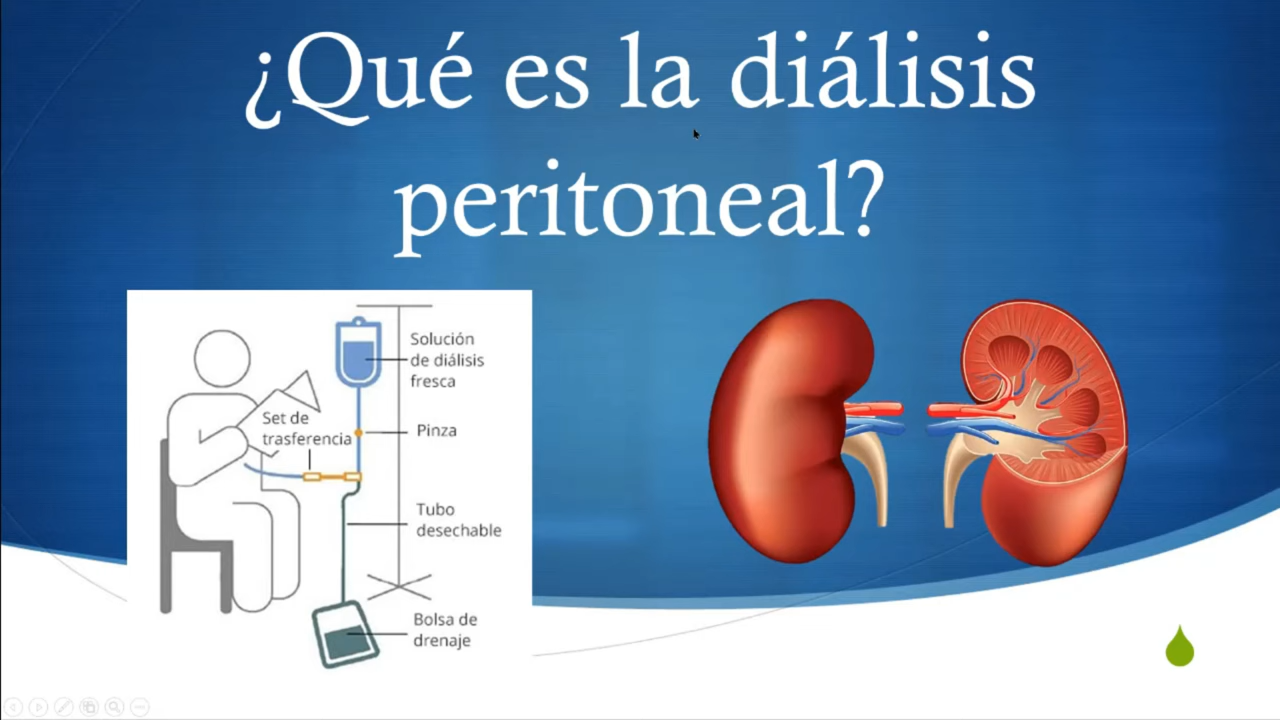 ¿Qué es la diálisis
peritoneal?
Solución
de diálisis
fresca
Set de
trasferencia
Pinza
Tubo
desechable
Bolsa de
drenaje